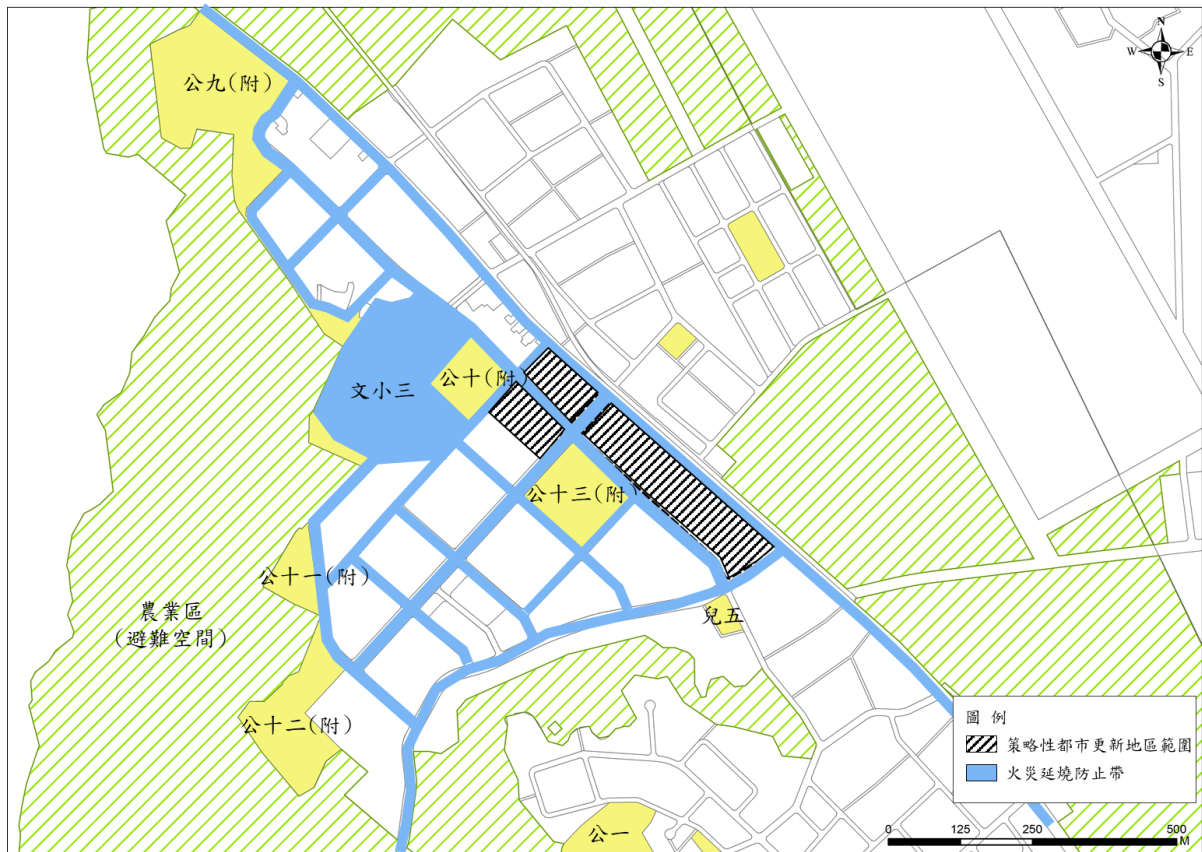 N
W E
S
公九(附)
文小三
公十(附)
公十三(附
公十一(附)
農業區
(避難空間)
兒五
公十二(附)
公一
圖 例
策略性都市更新地區範圍
火災延燒防止帶
0 125 250 500
M